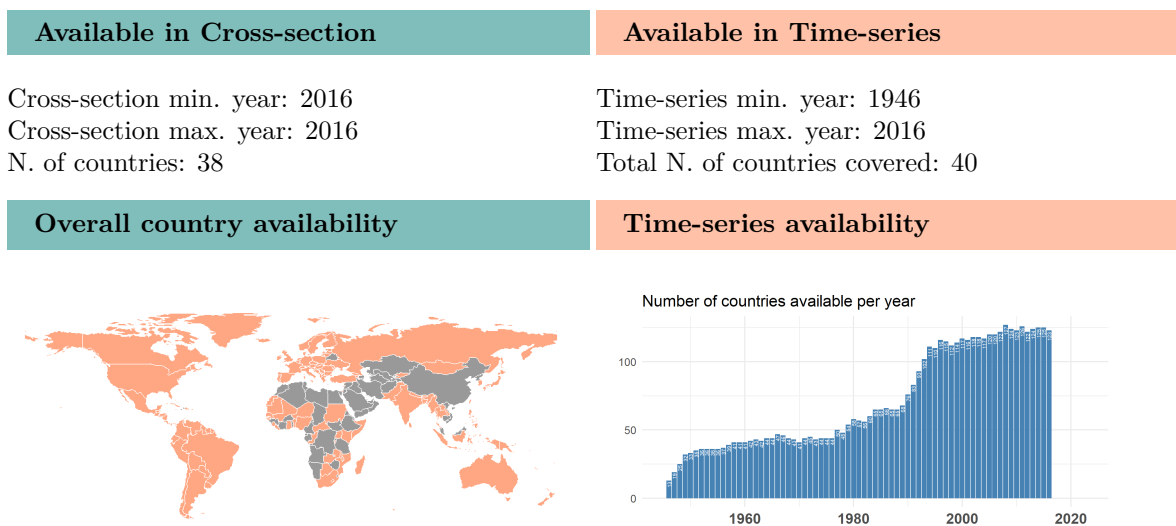 Available in Cross-section
Available in Time-series
Cross-section min. year: 2016
Cross-section max. year: 2016
N. of countries: 38
Time-series min. year: 1946
Time-series max. year: 2016
Total N. of countries covered: 40
Overall country availability
Time-series availability
Number of countries available per year
100
50
0
1960
1980
2000
2020